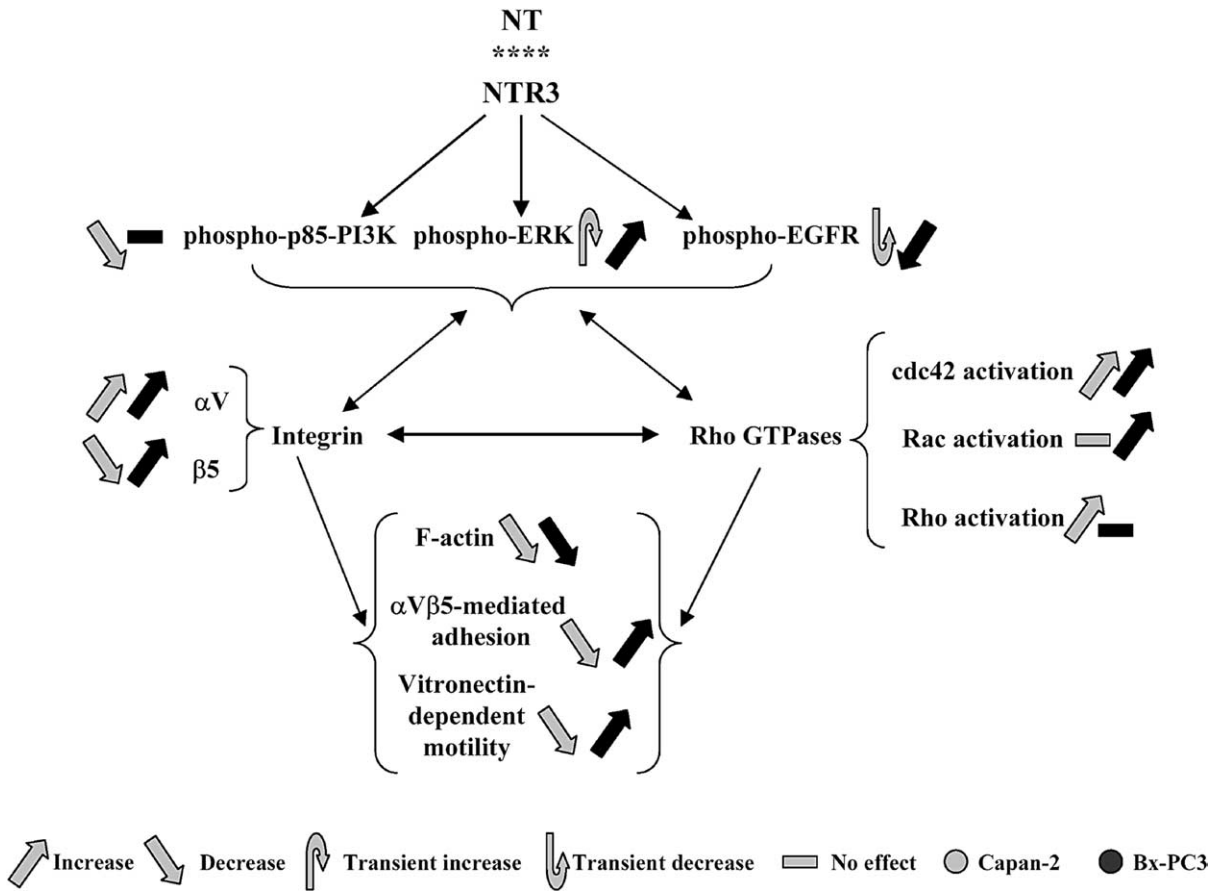 NT
****
NTR3
phospho-p85-PI3K phospho-ERK phospho-EGFR
αV
β5
Integrin
Rho GTPases
cdc42 activation
Rac activation
Rho activation
F-actin
αVβ5-mediated
adhesion
Vitronectin-
dependent
motility
Increase Decrease Transient increase Transient decrease No effect Capan-2 Bx-PC3